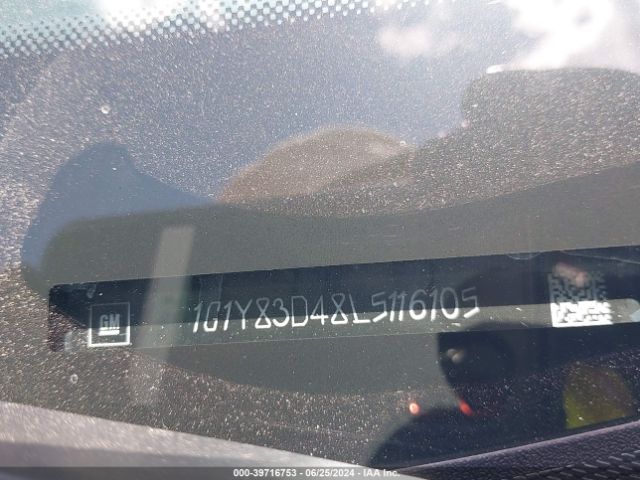 GM
1G1Y83D48L5116105
000-39716753 — 06/25/2024 — IAA, Inc.